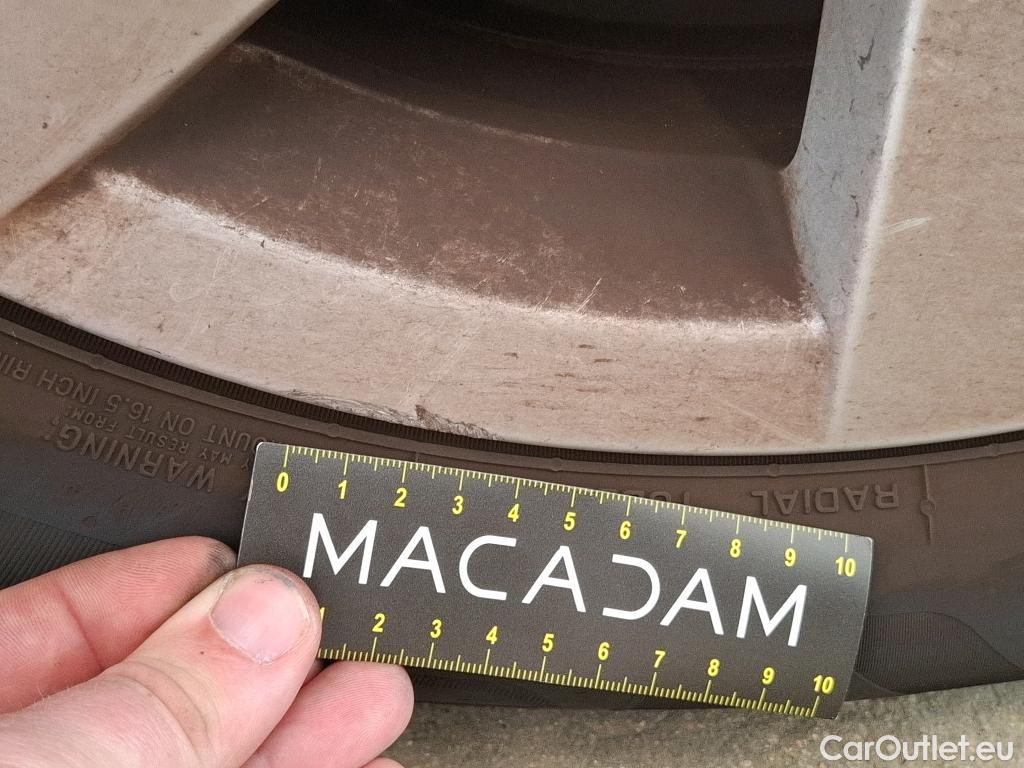 WARNING:
MAY RESULT FROM:
MOUNT ON 16.5 INCH RIM
RADIAL
0 1 2 3 4 5 6 7 8 9 10
MACADAM
1 2 3 4 5 6 7 8 9 10
CarOutlet.eu